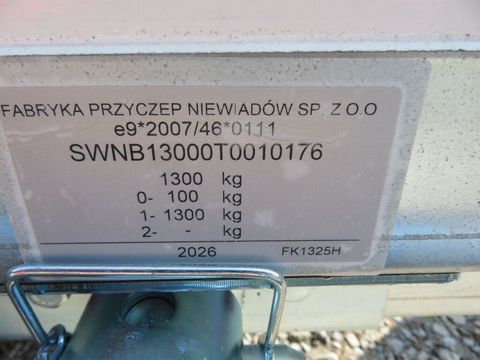 FABRYKA PRZYCZEP NIEWIADÓW SP. Z O.O
e9*2007/46*0111
SWNB13000T0010176
1300 kg
0- 100 kg
1- 1300 kg
2- - kg
2026 FK1325H